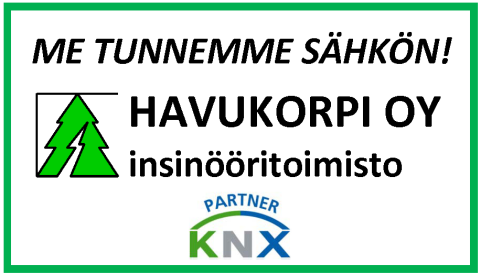 ME TUNNEMME SÄHKÖN!
HAVUKORPI OY
insinööritoimisto
PARTNER
KNX